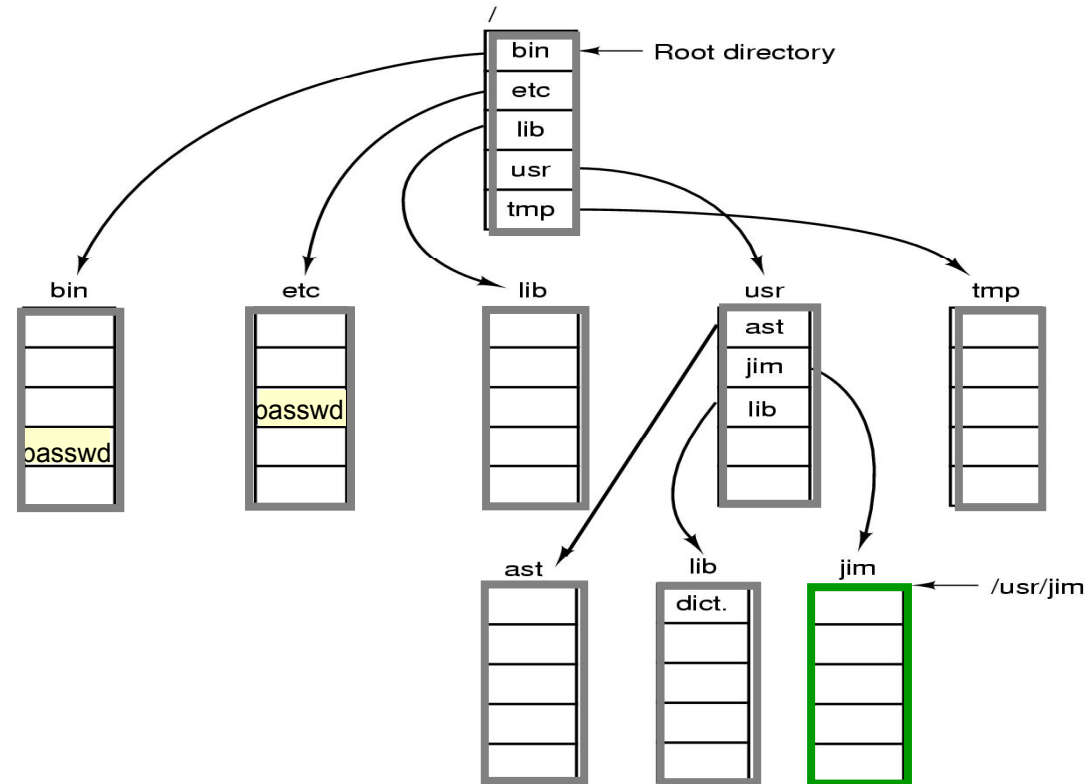 /
bin
Root directory
etc
lib
usr
tmp
bin
etc
lib
usr
tmp
ast
jim
passwd
lib
passwd
ast
lib
jim
dict.
/usr/jim